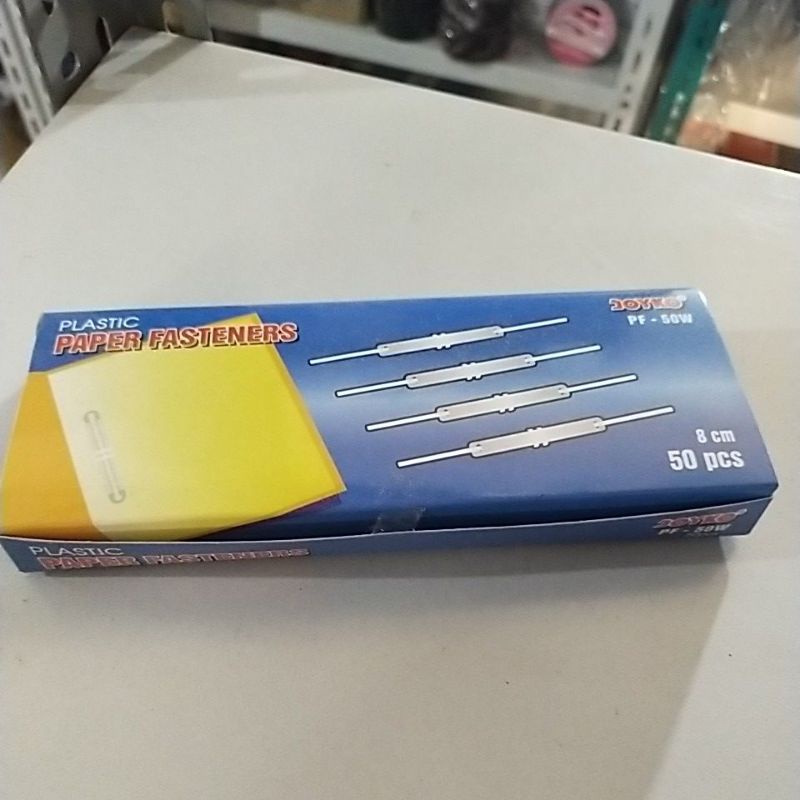 PLASTIC
PAPER FASTENERS
JOYKO®
PF - 50W
8 cm
50 pcs
PLASTIC
PAPER FASTENERS
JOYKO®
PF - 50W